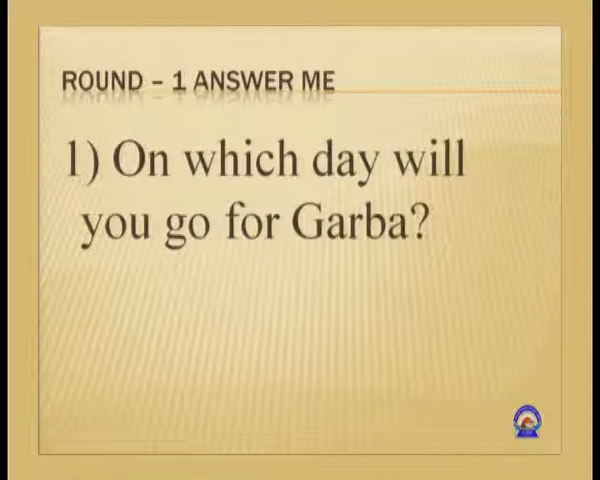 ROUND – 1 ANSWER ME
1) On which day will
you go for Garba?